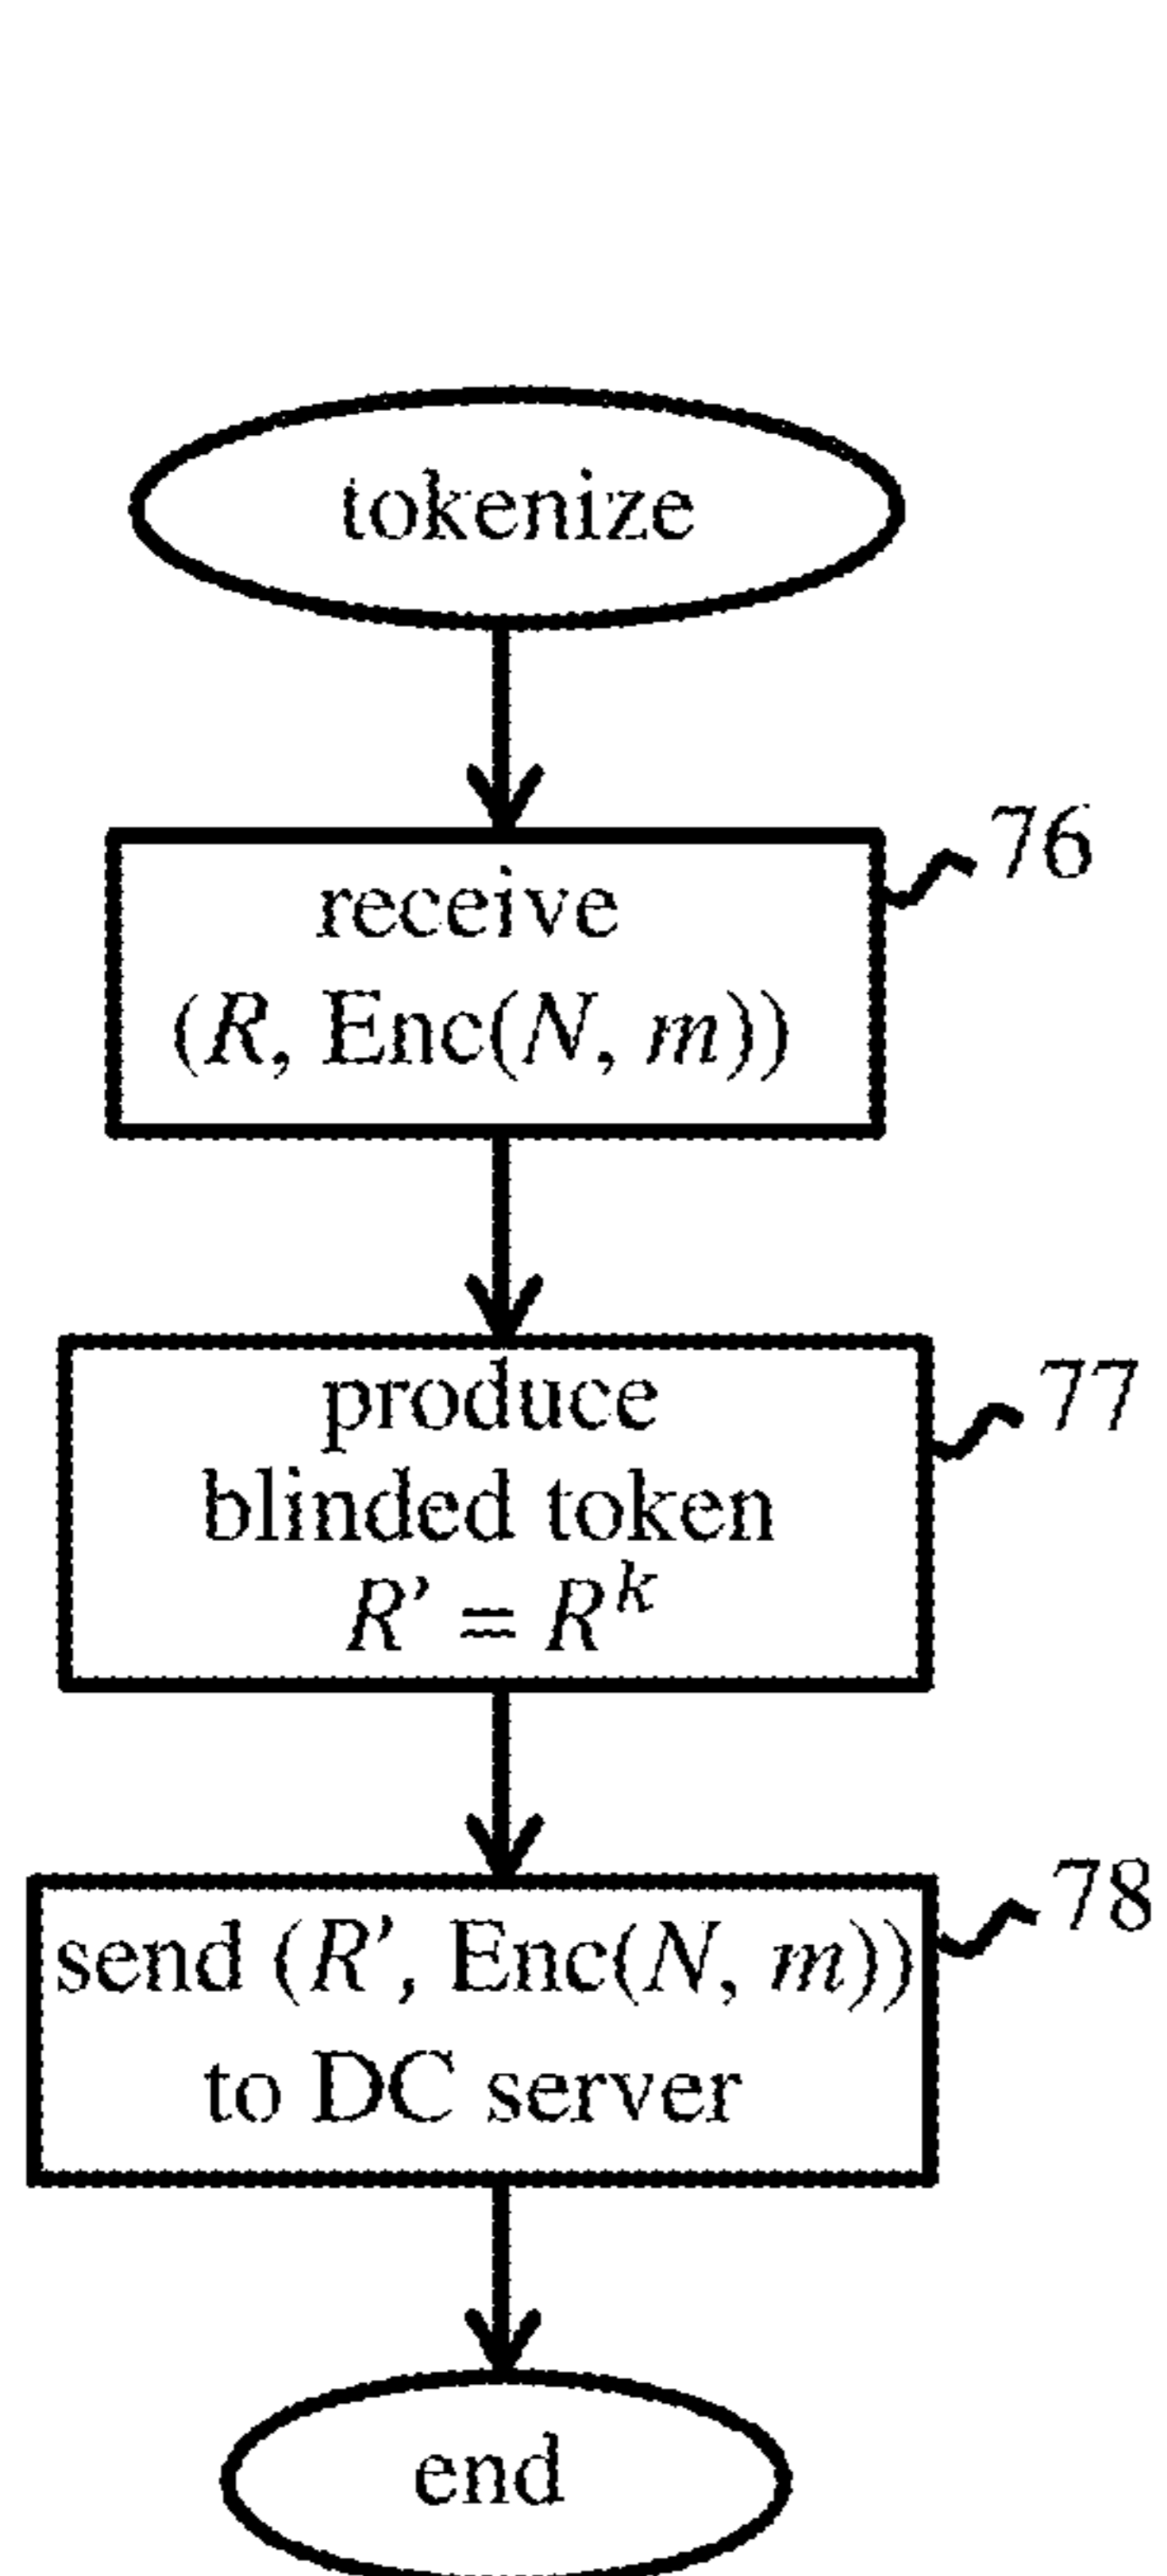 tokenize
76
receive
(R, Enc(N, m))
77
produce
blinded token
R’ = R^k
78
send (R’, Enc(N, m))
to DC server
end